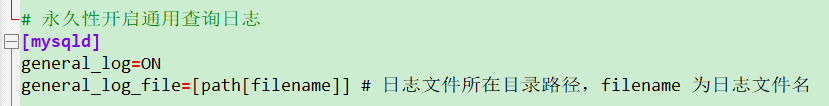 # 永久性开启通用查询日志
[mysqld]
general_log=ON
general_log_file=[path[filename]] # 日志文件所在目录路径，filename 为日志文件名